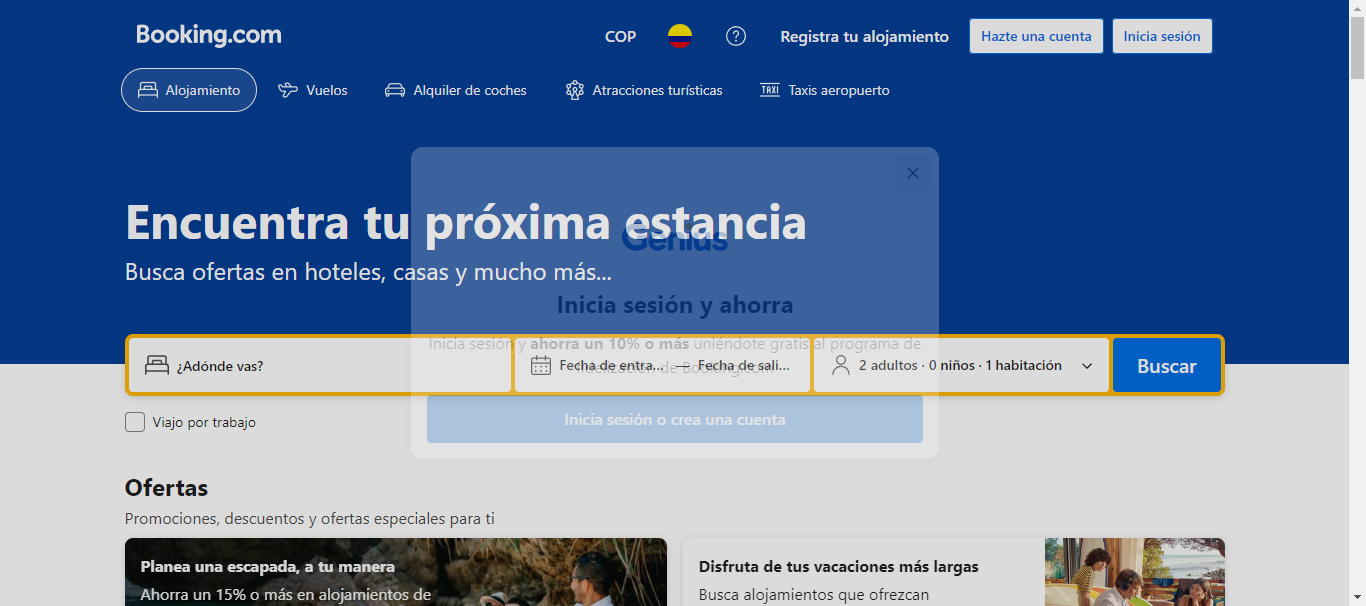 Booking.com
COP
Registra tu alojamiento
Hazte una cuenta
Inicia sesión
Alojamiento
Vuelos
Alquiler de coches
Atracciones turísticas
TAXI Taxis aeropuerto
Encuentra tu próxima estancia
Busca ofertas en hoteles, casas y mucho más...
Genius
Inicia sesión y ahorra
Inicia sesión y ahorra un 10% o más uniéndote gratis al programa de
fidelización de Booking.com
Inicia sesión o crea una cuenta
¿Adónde vas?
Fecha de entra... — Fecha de sali...
2 adultos · 0 niños · 1 habitación
Buscar
Viajo por trabajo
Ofertas
Promociones, descuentos y ofertas especiales para ti
Planea una escapada, a tu manera
Ahorra un 15% o más en alojamientos de
Disfruta de tus vacaciones más largas
Busca alojamientos que ofrezcan